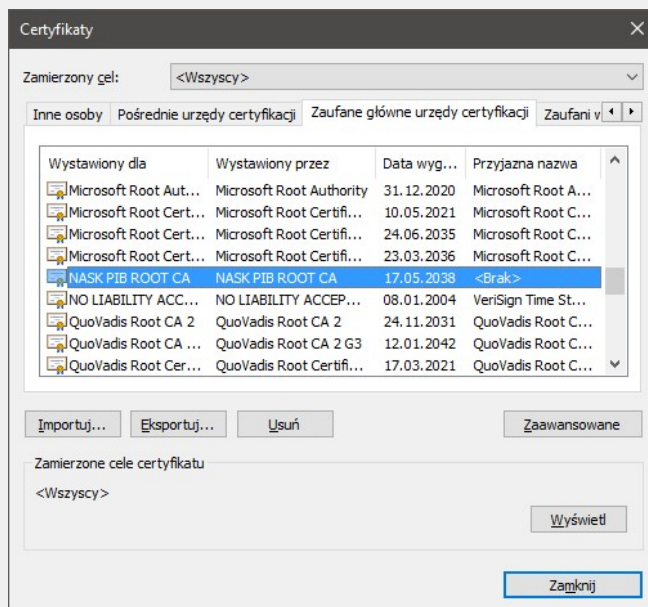 Certyfikaty
Zamierzony cel: <Wszyscy>
Inne osoby Pośrednie urzędy certyfikacji Zaufane główne urzędy certyfikacji Zaufani w
Wystawiony dla Wystawiony przez Data wyg... Przyjazna nazwa
Microsoft Root Aut... Microsoft Root Authority 31.12.2020 Microsoft Root A...
Microsoft Root Cert... Microsoft Root Certifi... 10.05.2021 Microsoft Root C...
Microsoft Root Cert... Microsoft Root Certifi... 24.06.2035 Microsoft Root C...
Microsoft Root Cert... Microsoft Root Certifi... 23.03.2036 Microsoft Root C...
NASK PIB ROOT CA NASK PIB ROOT CA 17.05.2038 <Brak>
NO LIABILITY ACC... NO LIABILITY ACCEP... 08.01.2004 VeriSign Time St...
QuoVadis Root CA 2 QuoVadis Root CA 2 24.11.2031 QuoVadis Root C...
QuoVadis Root CA ... QuoVadis Root CA 2 G3 12.01.2042 QuoVadis Root C...
QuoVadis Root Cer... QuoVadis Root Certifi... 17.03.2021 QuoVadis Root C...
Importuj... Eksportuj... Usuń Zaawansowane
Zamierzone cele certyfikatu
<Wszyscy>
Wyświetl
Zamknij